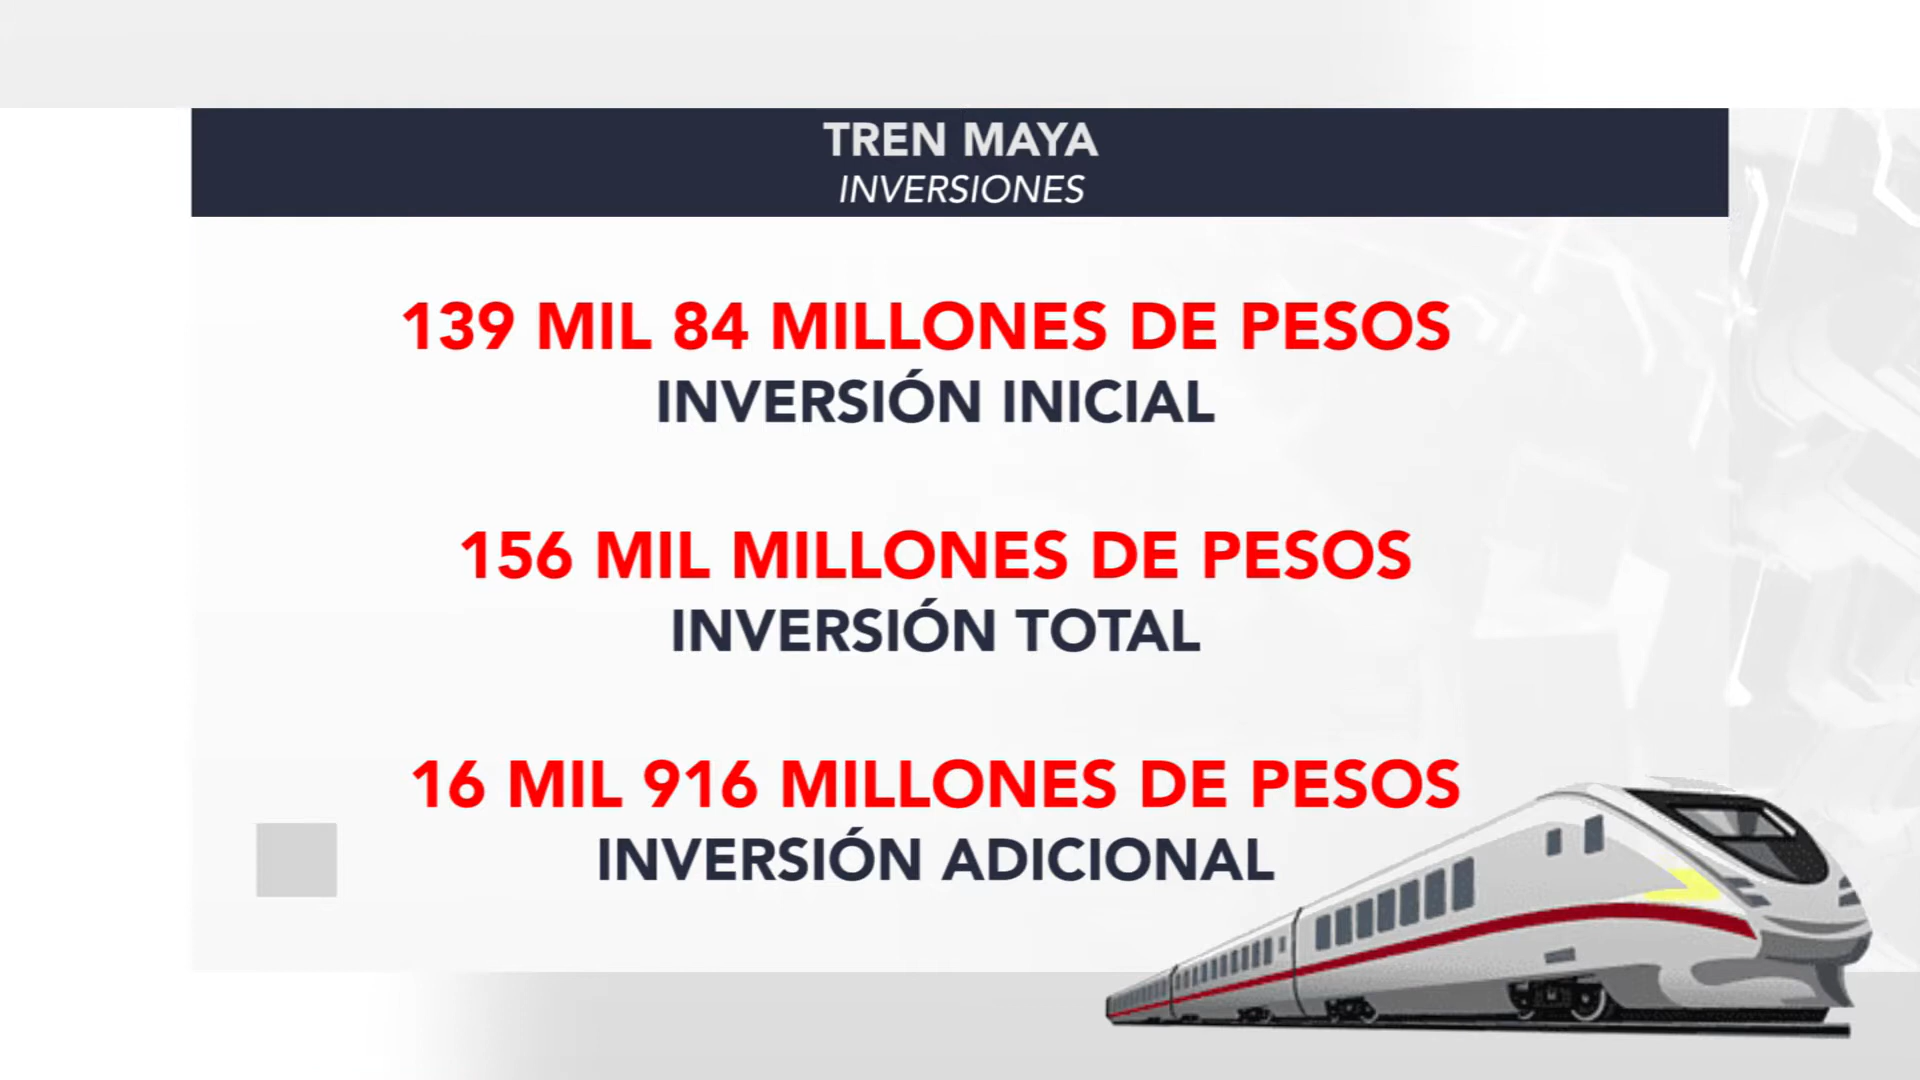 TREN MAYA
INVERSIONES
139 MIL 84 MILLONES DE PESOS
INVERSIÓN INICIAL
156 MIL MILLONES DE PESOS
INVERSIÓN TOTAL
16 MIL 916 MILLONES DE PESOS
INVERSIÓN ADICIONAL